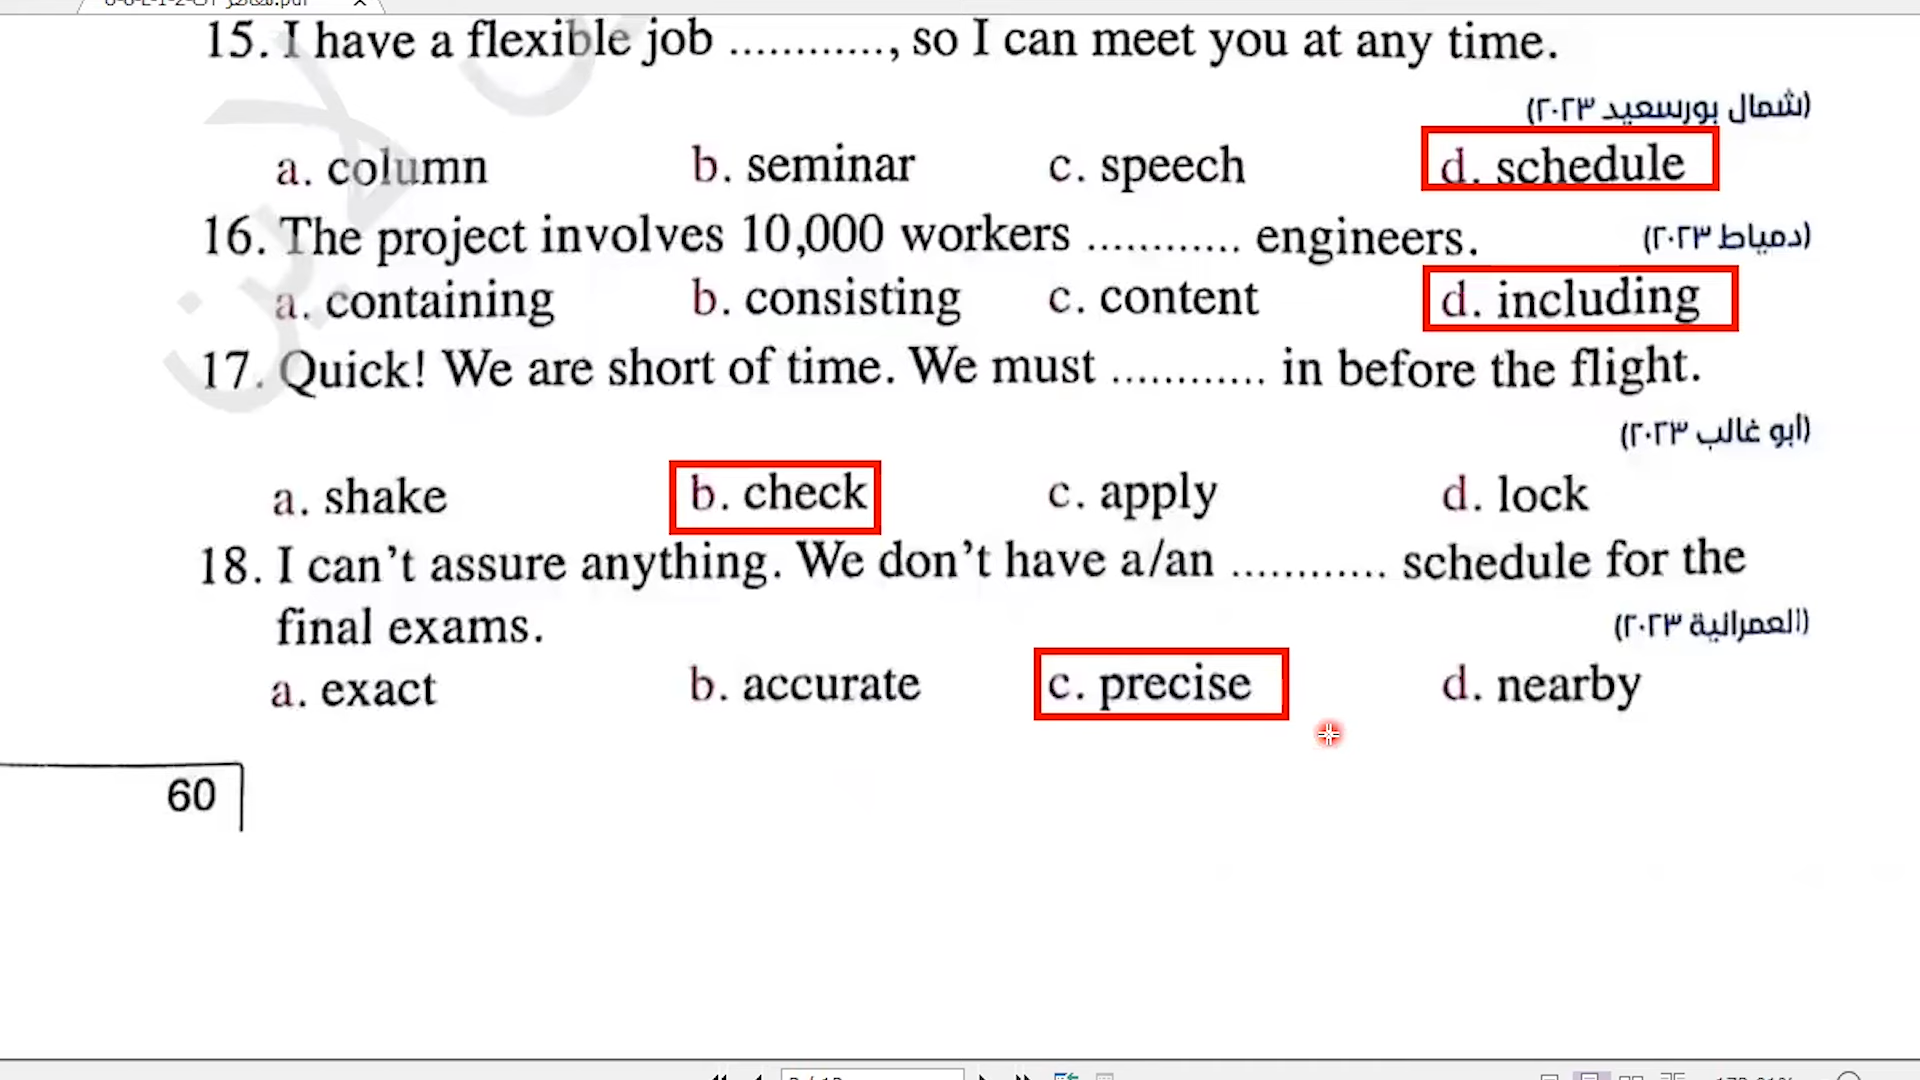 15. I have a flexible job ............, so I can meet you at any time.
(شمال بورسعيد ٢٠٢٣)
a. column b. seminar c. speech d. schedule
16. The project involves 10,000 workers ............ engineers. (دمياط ٢٠٢٣)
a. containing b. consisting c. content d. including
17. Quick! We are short of time. We must ............ in before the flight.
(أبو غالب ٢٠٢٣)
a. shake b. check c. apply d. lock
18. I can't assure anything. We don't have a/an ............ schedule for the
final exams. (العمرانية ٢٠٢٣)
a. exact b. accurate c. precise d. nearby
60